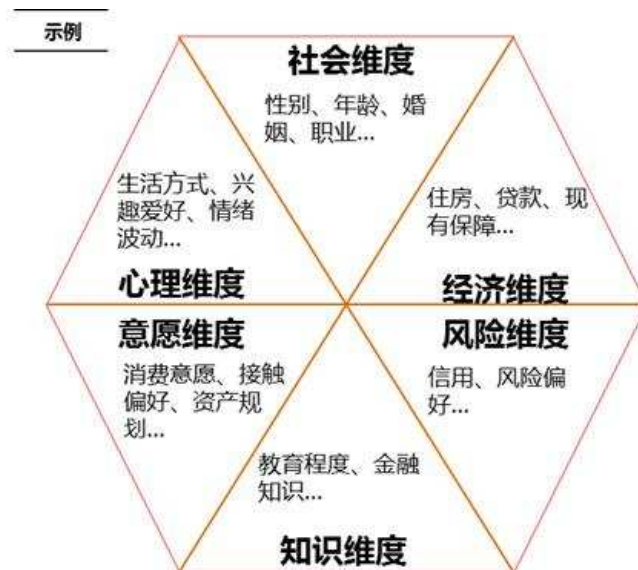 示例
社会维度
性别、年龄、婚
姻、职业...
生活方式、兴
趣爱好、情绪
波动...
心理维度
住房、贷款、现
有保障...
经济维度
意愿维度
消费意愿、接触
偏好、资产规
划...
风险维度
信用、风险偏
好...
教育程度、金融
知识...
知识维度